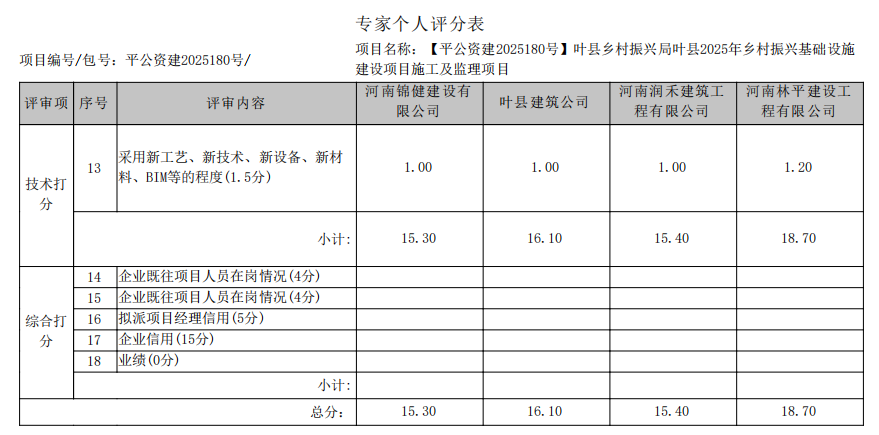 专家个人评分表
项目编号/包号: 平公资建2025180号/
项目名称: 【平公资建2025180号】叶县乡村振兴局叶县2025年乡村振兴基础设施
建设项目施工及监理项目
评审项 序号 评审内容 河南锦健建设有限公司 叶县建筑公司 河南润禾建筑工程有限公司 河南林平建设工程有限公司
技术打分
13 采用新工艺、新技术、新设备、新材料、BIM等的程度(1.5分) 1.00 1.00 1.00 1.20
小计: 15.30 16.10 15.40 18.70
综合打分
14 企业既往项目人员在岗情况(4分)
15 企业既往项目人员在岗情况(4分)
16 拟派项目经理信用(5分)
17 企业信用(15分)
18 业绩(0分)
小计:
总分: 15.30 16.10 15.40 18.70